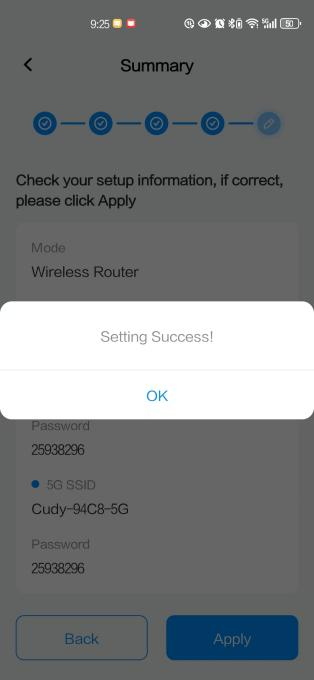 9:25
5G
50
Summary
Check your setup information, if correct,
please click Apply
Mode
Wireless Router
Setting Success!
OK
Password
25938296
5G SSID
Cudy-94C8-5G
Password
25938296
Back
Apply